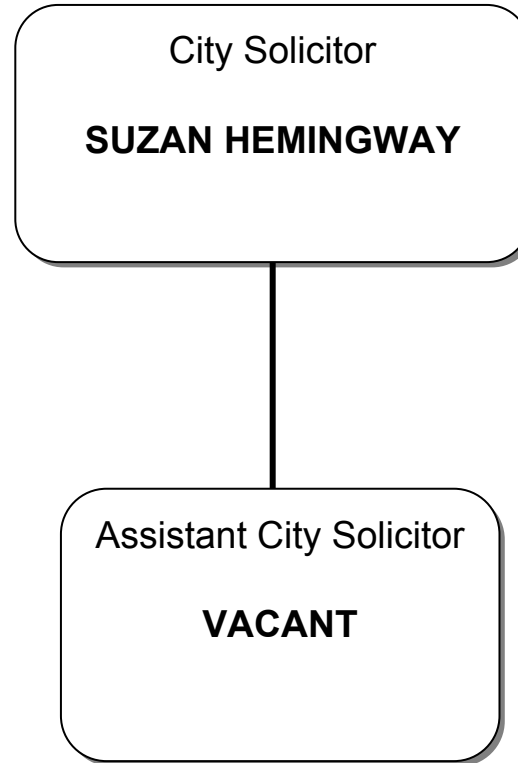 City Solicitor
SUZAN HEMINGWAY
Assistant City Solicitor
VACANT